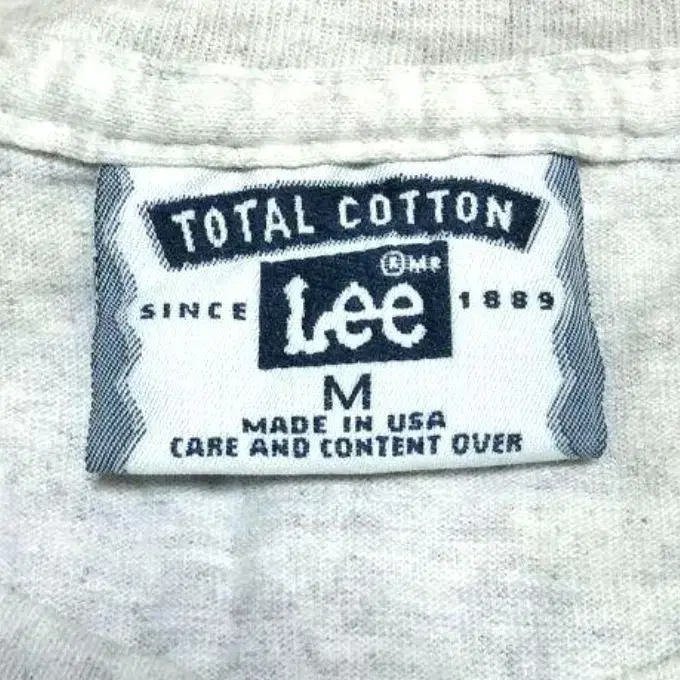 TOTAL COTTON
® MR
SINCE Lee 1889
M
MADE IN USA
CARE AND CONTENT OVER